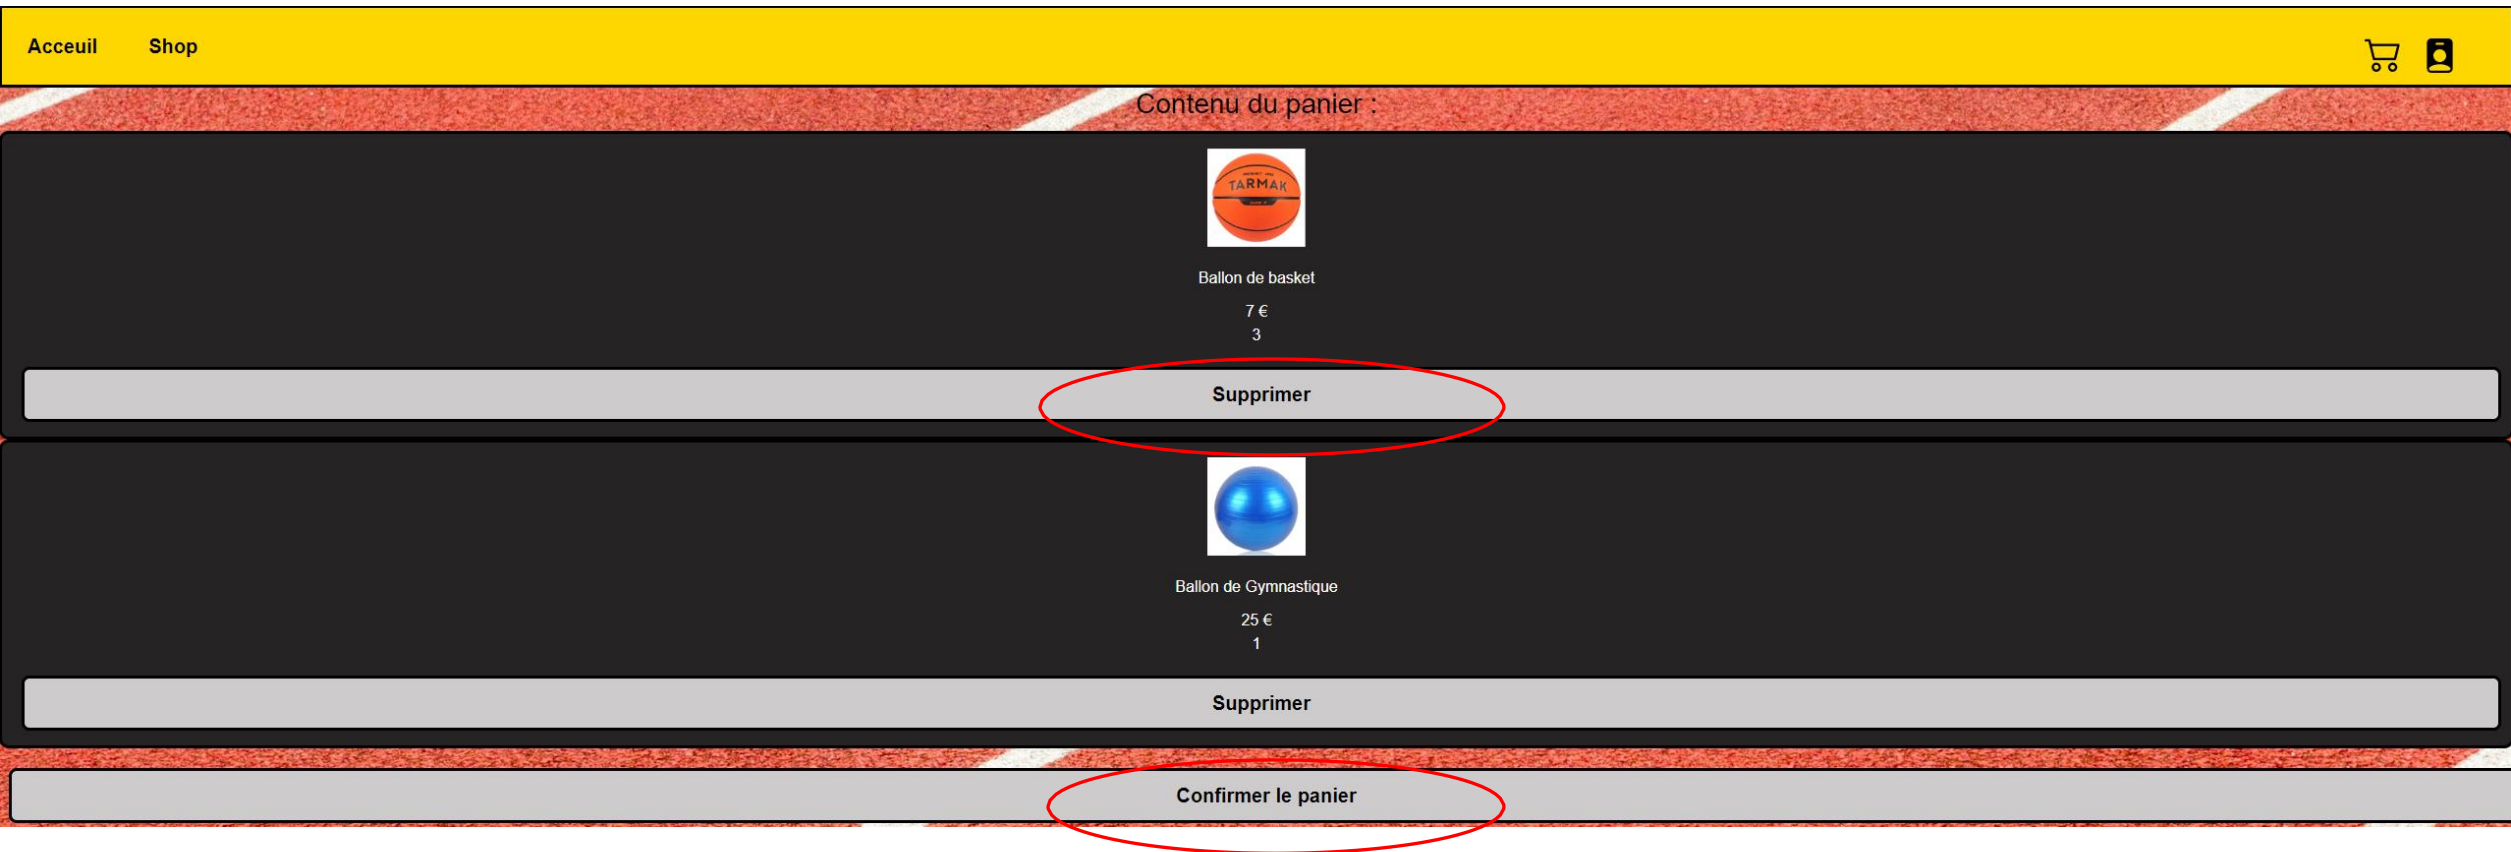 Acceuil Shop
Contenu du panier :
TARMAK
Ballon de basket
7 €
3
Supprimer
Ballon de Gymnastique
25 €
1
Supprimer
Confirmer le panier